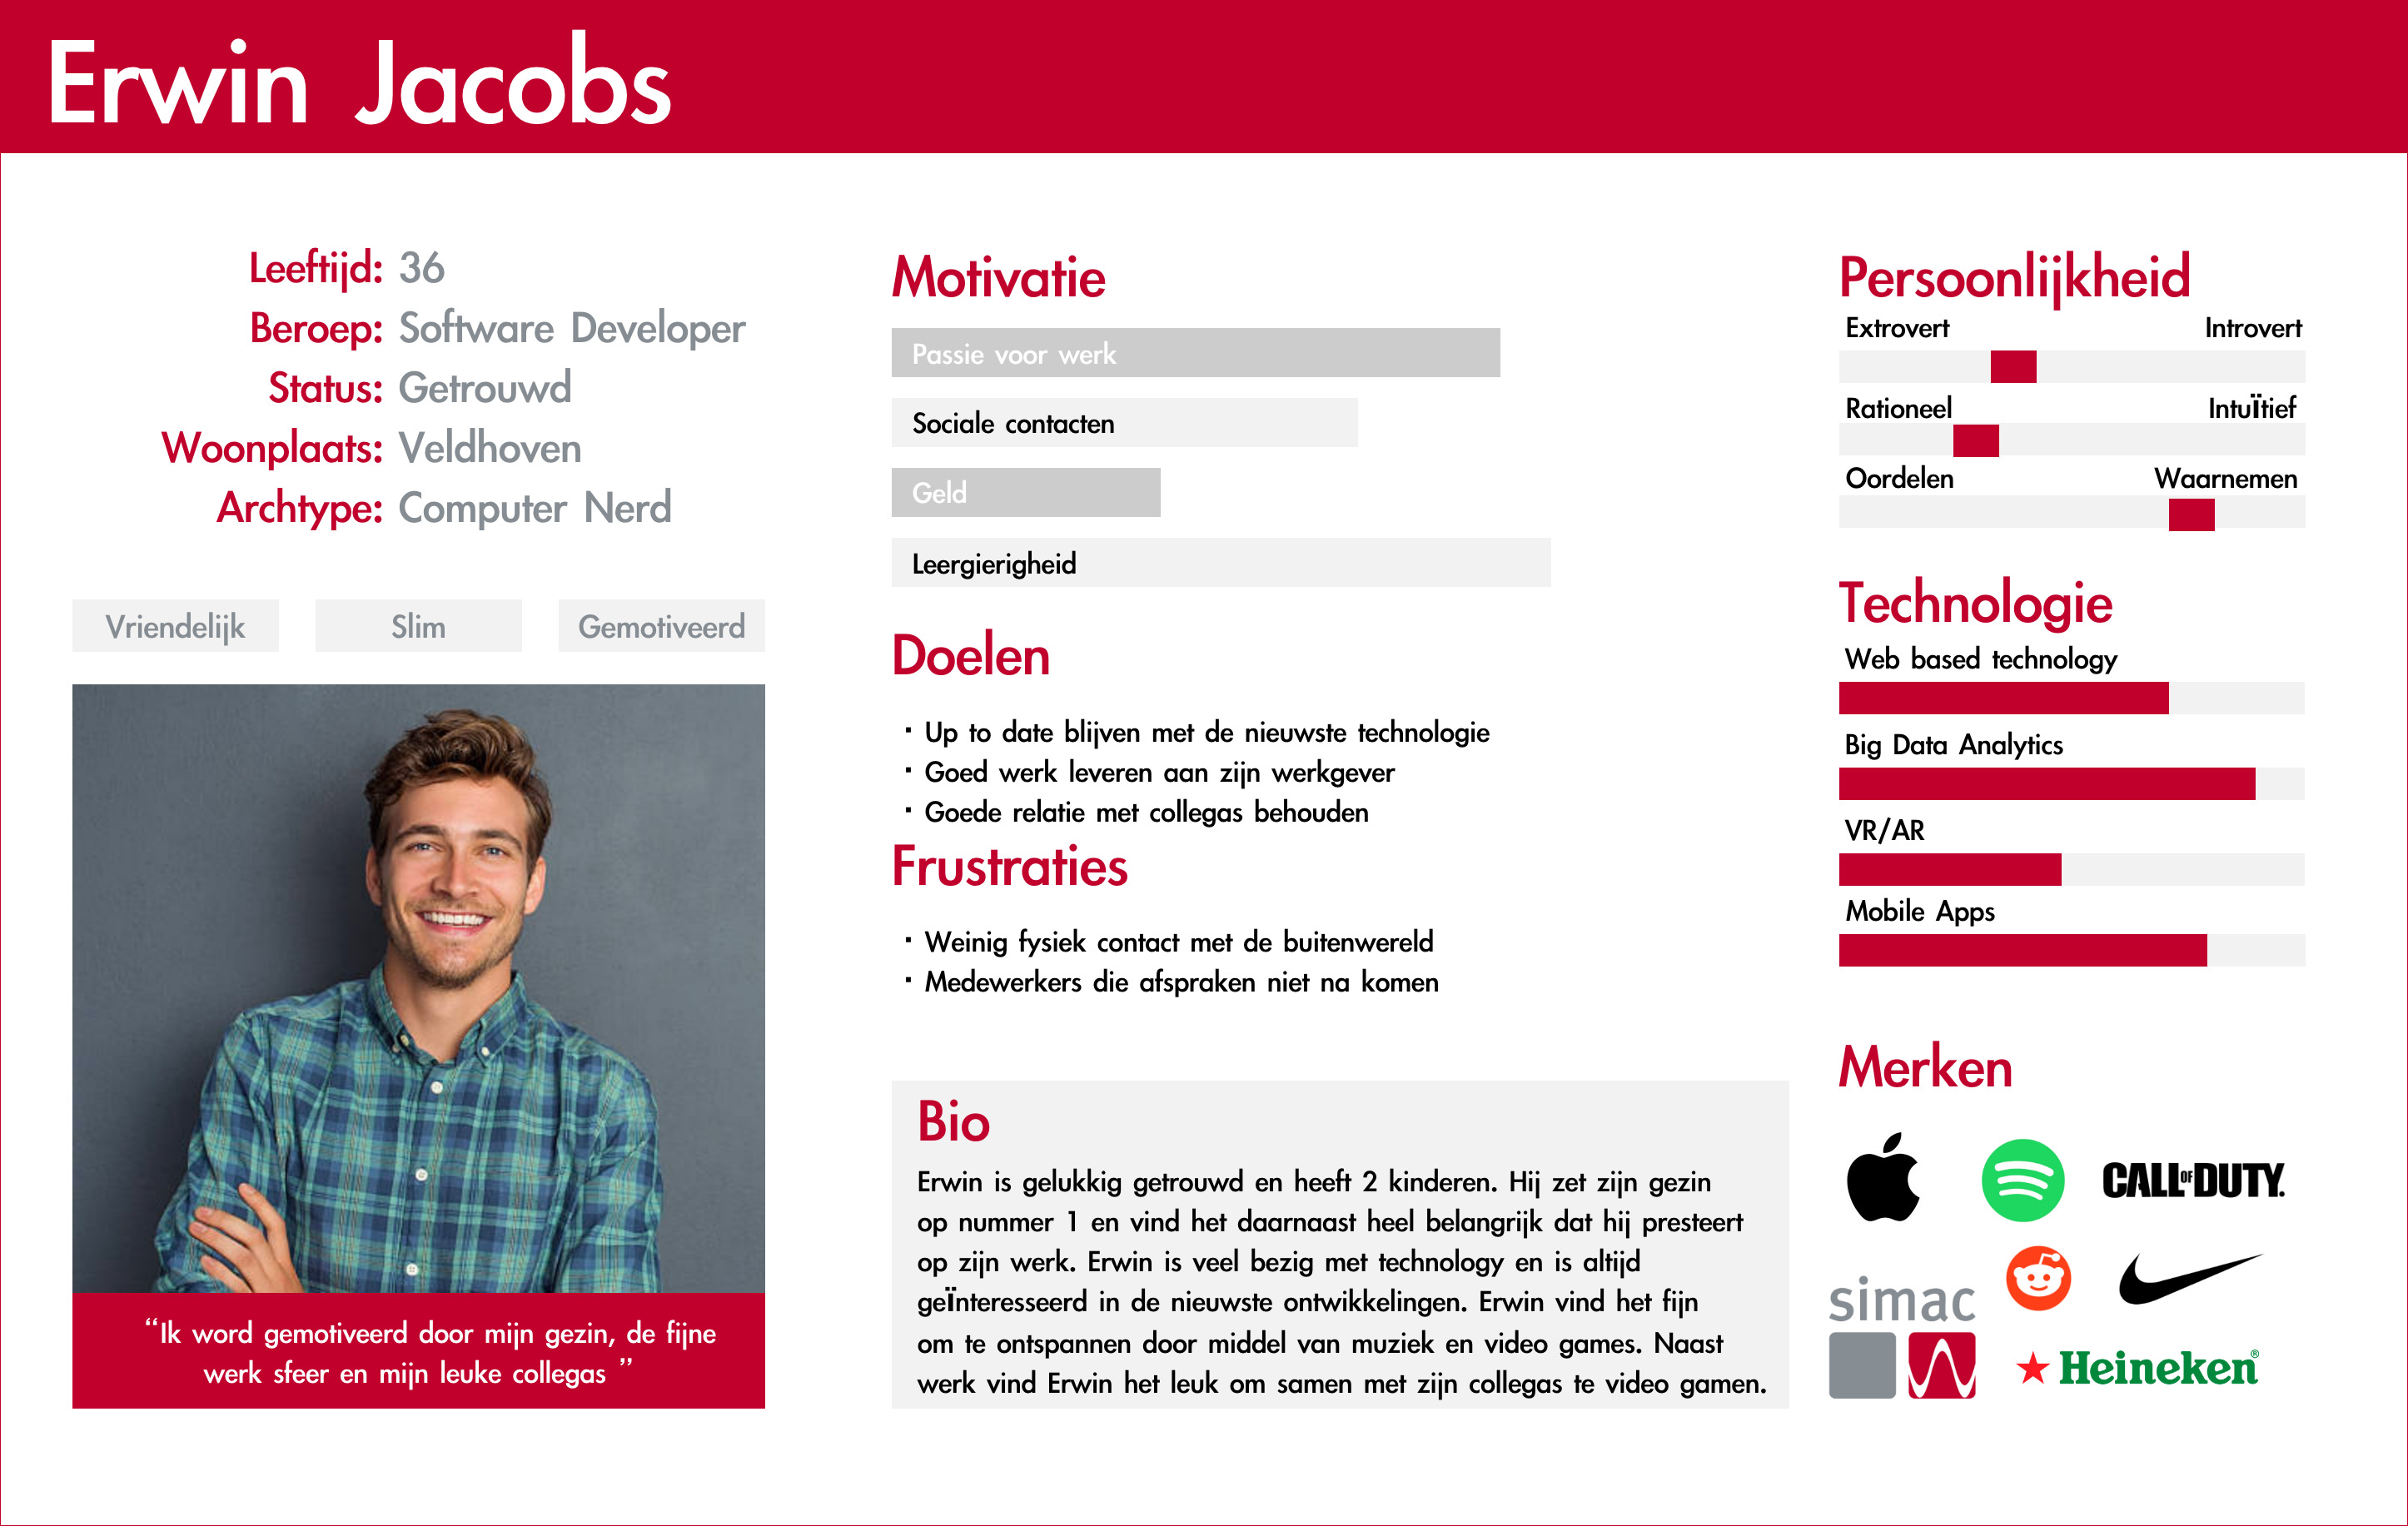 Erwin Jacobs
Leeftijd: 36
Beroep: Software Developer
Status: Getrouwd
Woonplaats: Veldhoven
Archtype: Computer Nerd
Vriendelijk
Slim
Gemotiveerd
“Ik word gemotiveerd door mijn gezin, de fijne
werk sfeer en mijn leuke collegas ”
Motivatie
Passie voor werk
Sociale contacten
Geld
Leergierigheid
Doelen
· Up to date blijven met de nieuwste technologie
· Goed werk leveren aan zijn werkgever
· Goede relatie met collegas behouden
Frustraties
· Weinig fysiek contact met de buitenwereld
· Medewerkers die afspraken niet na komen
Bio
Erwin is gelukkig getrouwd en heeft 2 kinderen. Hij zet zijn gezin
op nummer 1 en vind het daarnaast heel belangrijk dat hij presteert
op zijn werk. Erwin is veel bezig met technology en is altijd
geïnteresseerd in de nieuwste ontwikkelingen. Erwin vind het fijn
om te ontspannen door middel van muziek en video games. Naast
werk vind Erwin het leuk om samen met zijn collegas te video gamen.
Persoonlijkheid
Extrovert Introvert
Rationeel Intuïtief
Oordelen Waarnemen
Technologie
Web based technology
Big Data Analytics
VR/AR
Mobile Apps
Merken
CALL OF DUTY.
simac
Heineken®